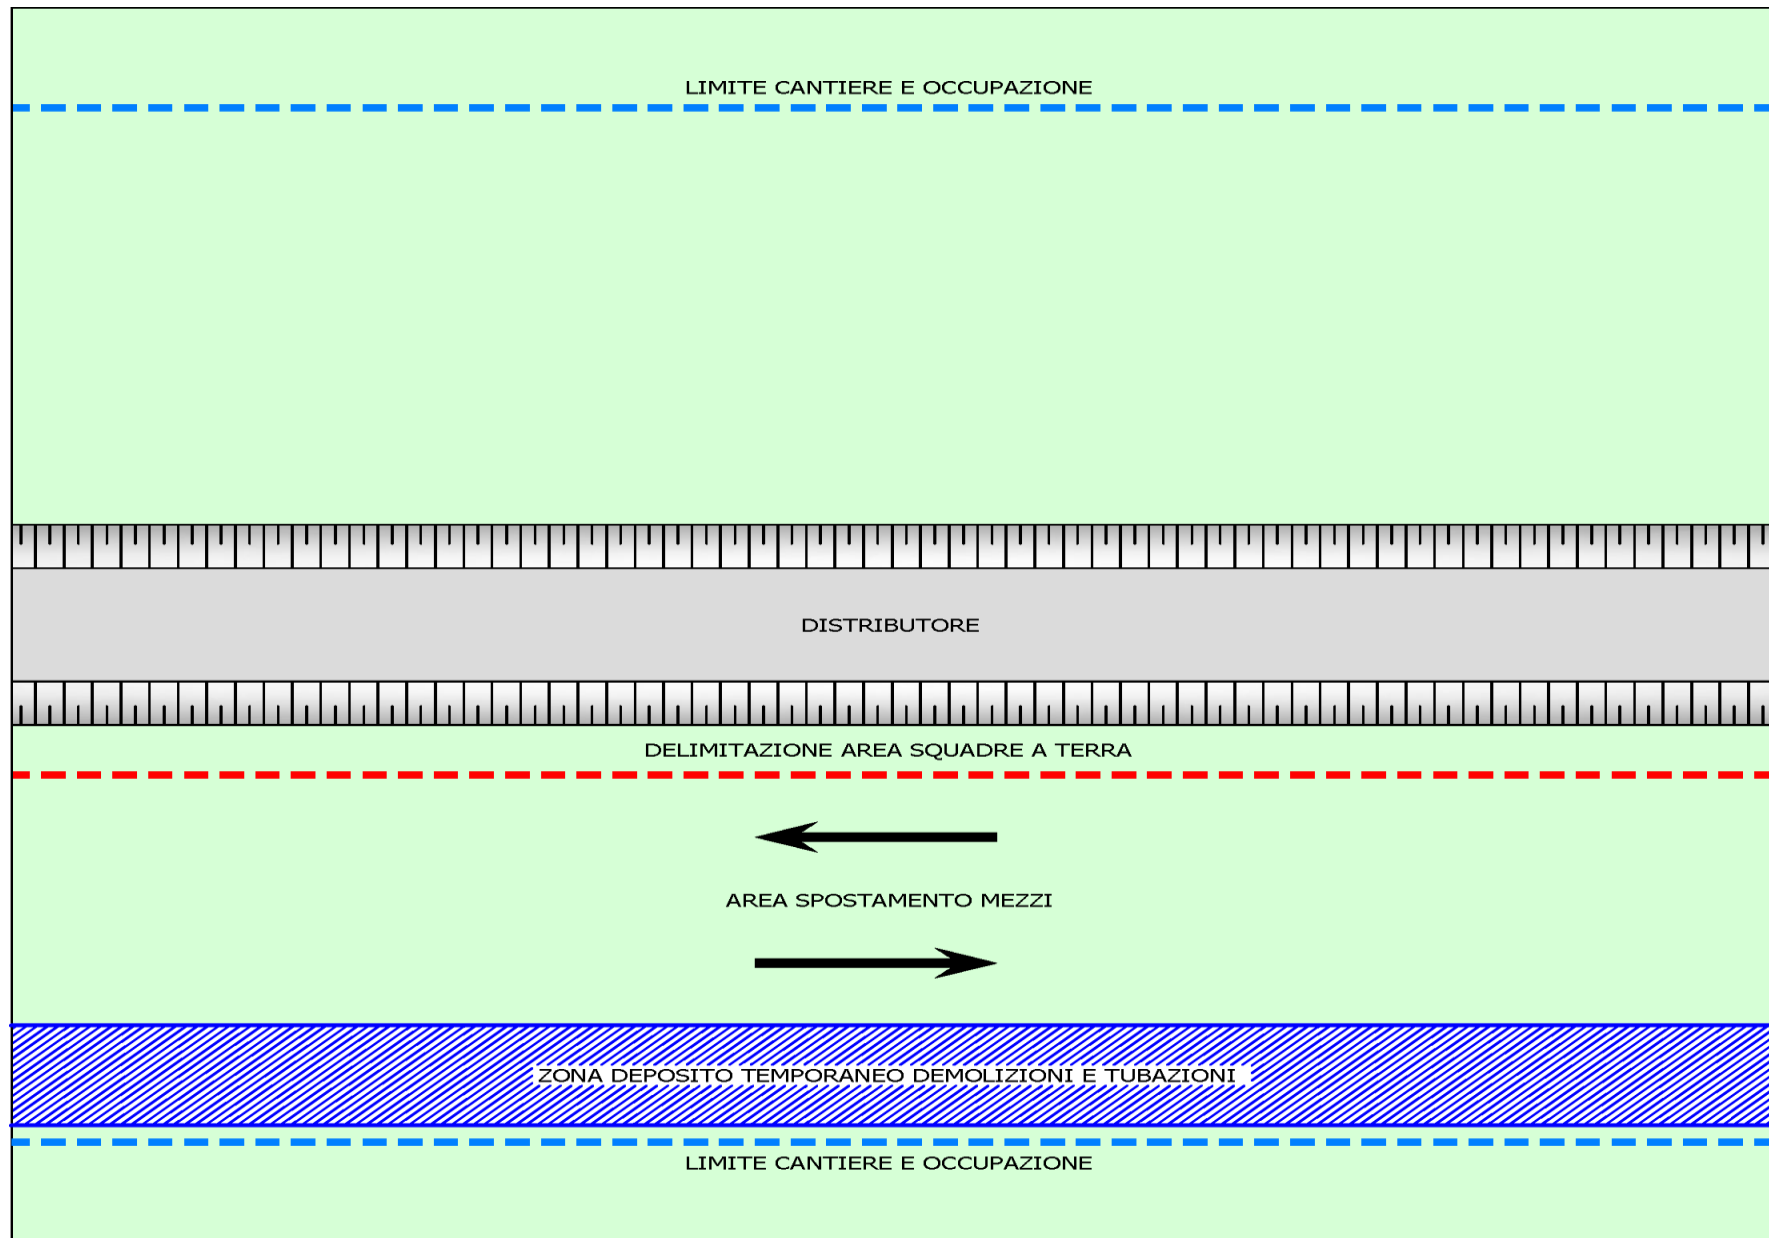 LIMITE CANTIERE E OCCUPAZIONE
DISTRIBUTORE
DELIMITAZIONE AREA SQUADRE A TERRA
AREA SPOSTAMENTO MEZZI
ZONA DEPOSITO TEMPORANEO DEMOLIZIONI E TUBAZIONI
LIMITE CANTIERE E OCCUPAZIONE